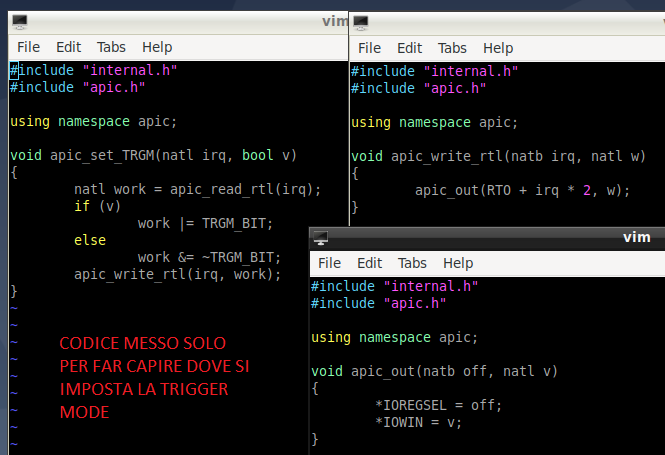 vim
File Edit Tabs Help
#include "internal.h"
#include "apic.h"
using namespace apic;
void apic_set_TRGM(natl irq, bool v)
{
natl work = apic_read_rtl(irq);
if (v)
work |= TRGM_BIT;
else
work &= ~TRGM_BIT;
apic_write_rtl(irq, work);
}
~
~
~
~
~
~
~
~
~
CODICE MESSO SOLO
PER FAR CAPIRE DOVE SI
IMPOSTA LA TRIGGER
MODE
File Edit Tabs Help
#include "internal.h"
#include "apic.h"
using namespace apic;
void apic_write_rtl(natb irq, natl w)
{
apic_out(RTO + irq * 2, w);
}
vim
File Edit Tabs Help
#include "internal.h"
#include "apic.h"
using namespace apic;
void apic_out(natb off, natl v)
{
*IOREGSEL = off;
*IOWIN = v;
}